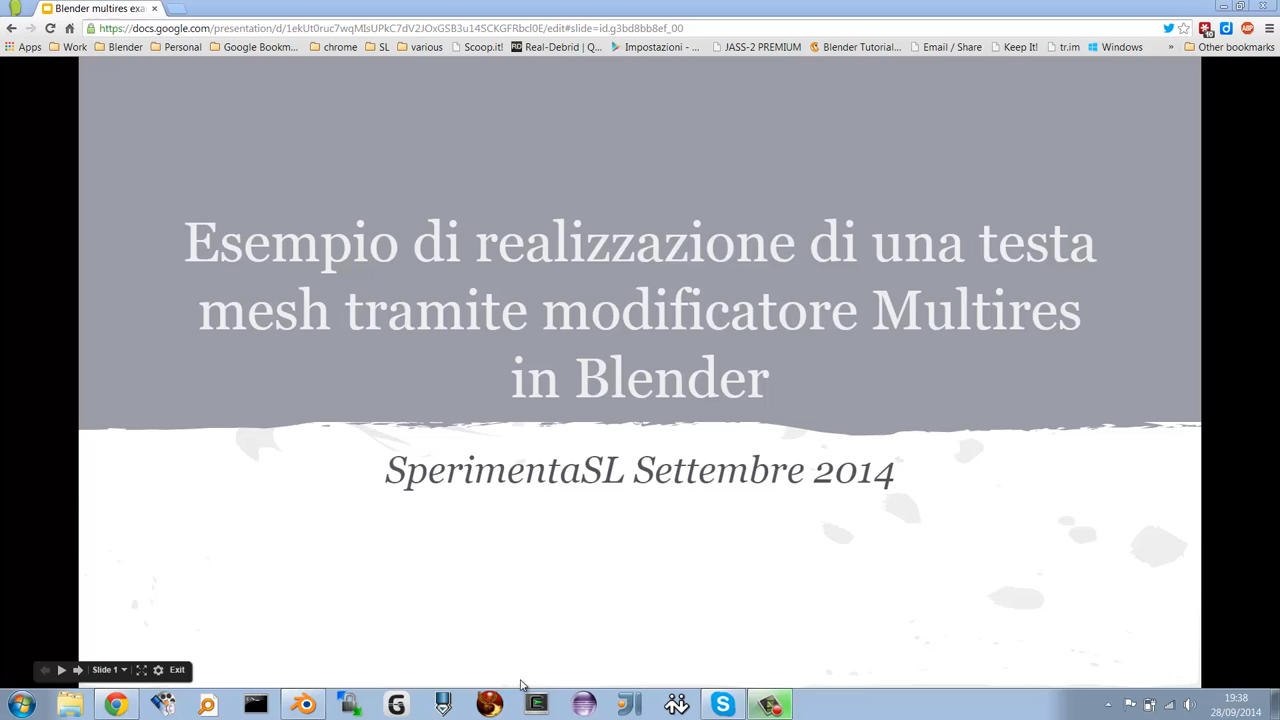 Blender multires exa
https://docs.google.com/presentation/d/1ekUt0ruc7wqMIsUPkC7dV2JOxGSB3u14SCKGFRbcl0E/edit#slide=id.g3bd8bb8ef_00
Apps Work Blender Personal Google Bookm... chrome SL various Scoop.it! Real-Debrid | Q... Impostazioni - ... JASS-2 PREMIUM Blender Tutorial... Email / Share Keep It! tr.im Windows » Other bookmarks
Esempio di realizzazione di una testa
mesh tramite modificatore Multires
in Blender
SperimentaSL Settembre 2014
Slide 1 Exit
19:38
28/09/2014